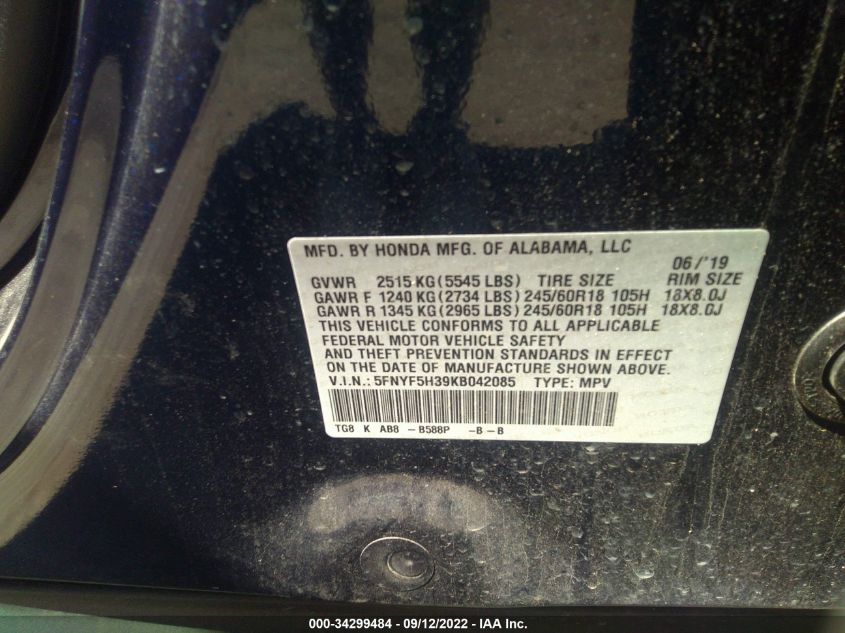 MFD. BY HONDA MFG. OF ALABAMA, LLC
06/'19
GVWR 2515 KG (5545 LBS) TIRE SIZE RIM SIZE
GAWR F 1240 KG (2734 LBS) 245/60R18 105H 18X8.0J
GAWR R 1345 KG (2965 LBS) 245/60R18 105H 18X8.0J
THIS VEHICLE CONFORMS TO ALL APPLICABLE
FEDERAL MOTOR VEHICLE SAFETY
AND THEFT PREVENTION STANDARDS IN EFFECT
ON THE DATE OF MANUFACTURE SHOWN ABOVE.
V.I.N.: 5FNYF5H39KB042085 TYPE: MPV
TG8 K AB8 - B588P -B-B
000-34299484 - 09/12/2022 - IAA Inc.